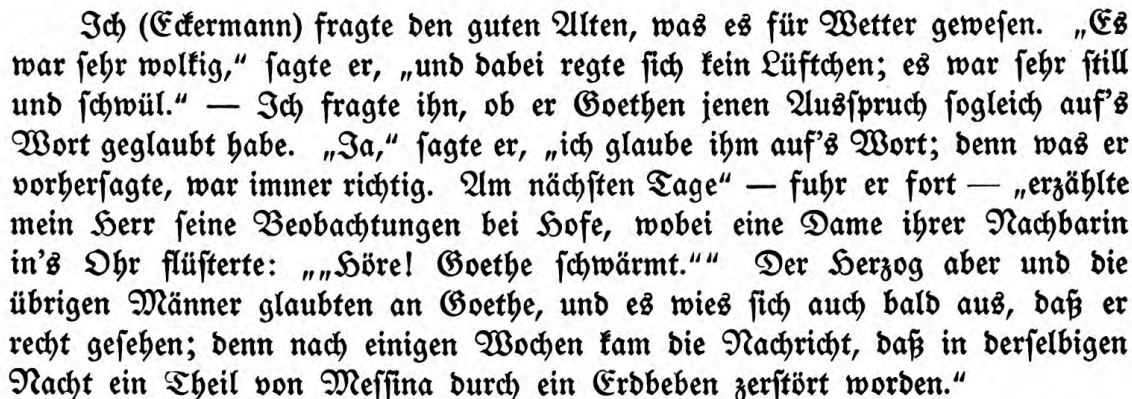 Ich (Eckermann) fragte den guten Alten, was es für Wetter gewesen. „Es
war sehr wolkig,“ sagte er, „und dabei regte sich kein Lüftchen; es war sehr still
und schwül.“ — Ich fragte ihn, ob er Goethen jenen Ausspruch sogleich auf's
Wort geglaubt habe. „Ja,“ sagte er, „ich glaube ihm auf's Wort; denn was er
vorhersagte, war immer richtig. Am nächsten Tage“ — fuhr er fort — „erzählte
mein Herr seine Beobachtungen bei Hofe, wobei eine Dame ihrer Nachbarin
in's Ohr flüsterte: „„Höre! Goethe schwärmt.““ Der Herzog aber und die
übrigen Männer glaubten an Goethe, und es wies sich auch bald aus, daß er
recht gesehen; denn nach einigen Wochen kam die Nachricht, daß in derselbigen
Nacht ein Theil von Messina durch ein Erdbeben zerstört worden.“